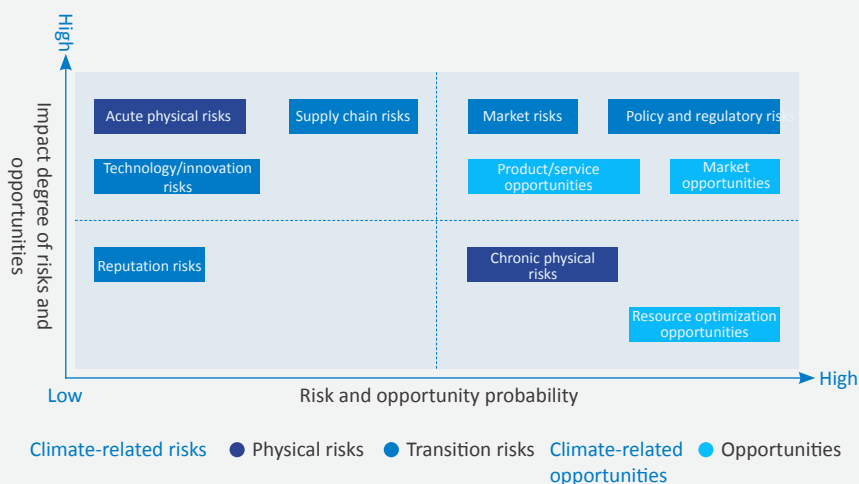 High
Impact degree of risks and
opportunities
Acute physical risks
Supply chain risks
Market risks
Policy and regulatory risks
Technology/innovation
risks
Product/service
opportunities
Market
opportunities
Reputation risks
Chronic physical
risks
Resource optimization
opportunities
Low
Risk and opportunity probability
High
Climate-related risks
Physical risks
Transition risks
Climate-related
opportunities
Opportunities